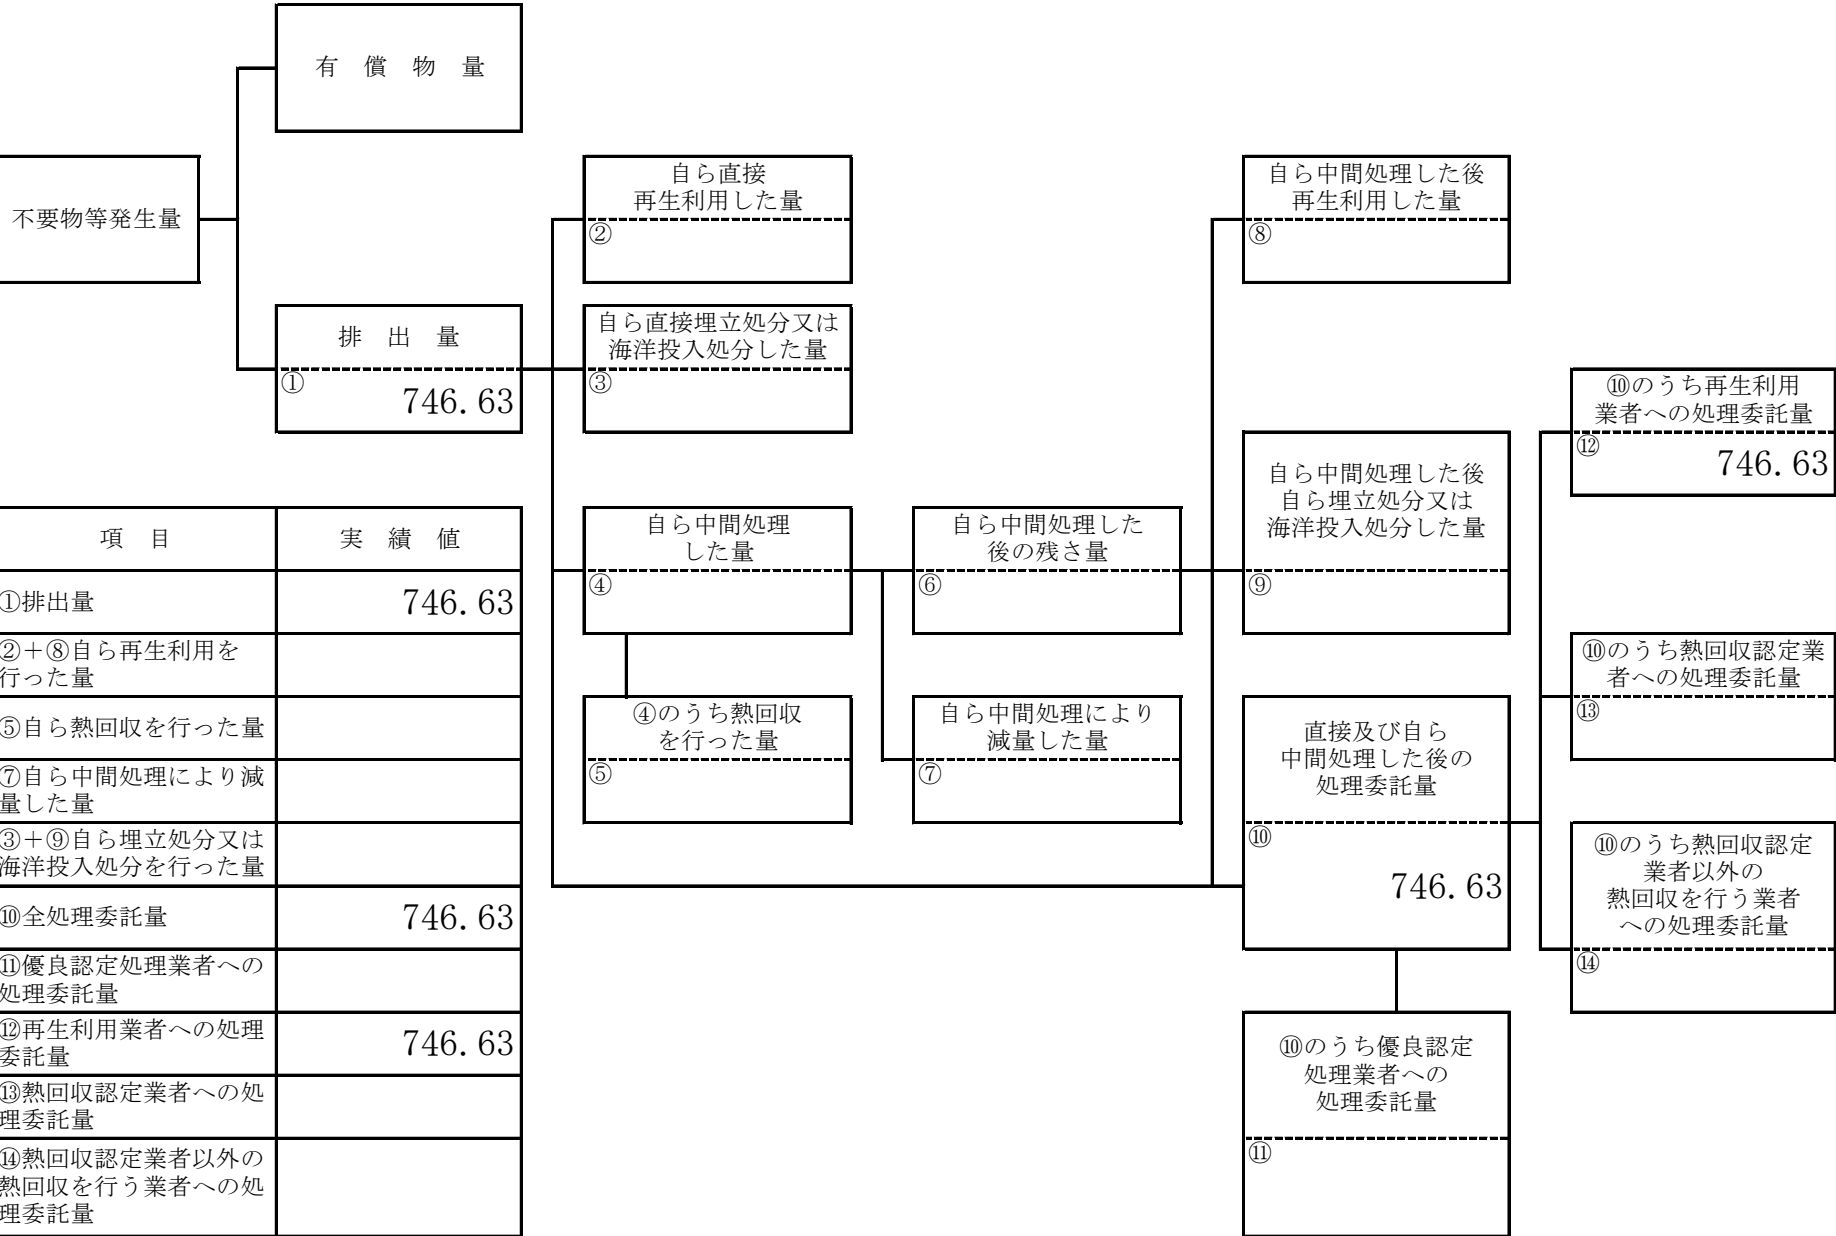 有　償　物　量
不要物等発生量
自ら直接
再生利用した量
②
自ら中間処理した後
再生利用した量
⑧
排　出　量
①
746.63
自ら直接埋立処分又は
海洋投入処分した量
③
⑩のうち再生利用
業者への処理委託量
⑫
746.63
自ら中間処理
した量
④
自ら中間処理した
後の残さ量
⑥
自ら中間処理した後
自ら埋立処分又は
海洋投入処分した量
⑨
⑩のうち熱回収認定業
者への処理委託量
⑬
④のうち熱回収
を行った量
⑤
自ら中間処理により
減量した量
⑦
直接及び自ら
中間処理した後の
処理委託量
⑩
746.63
⑩のうち熱回収認定
業者以外の
熱回収を行う業者
への処理委託量
⑭
⑩のうち優良認定
処理業者への
処理委託量
⑪
項　目
実　績　値
①排出量
746.63
②＋⑧自ら再生利用を
行った量
⑤自ら熱回収を行った量
⑦自ら中間処理により減
量した量
③＋⑨自ら埋立処分又は
海洋投入処分を行った量
⑩全処理委託量
746.63
⑪優良認定処理業者への
処理委託量
⑫再生利用業者への処理
委託量
746.63
⑬熱回収認定業者への処
理委託量
⑭熱回収認定業者以外の
熱回収を行う業者への処
理委託量